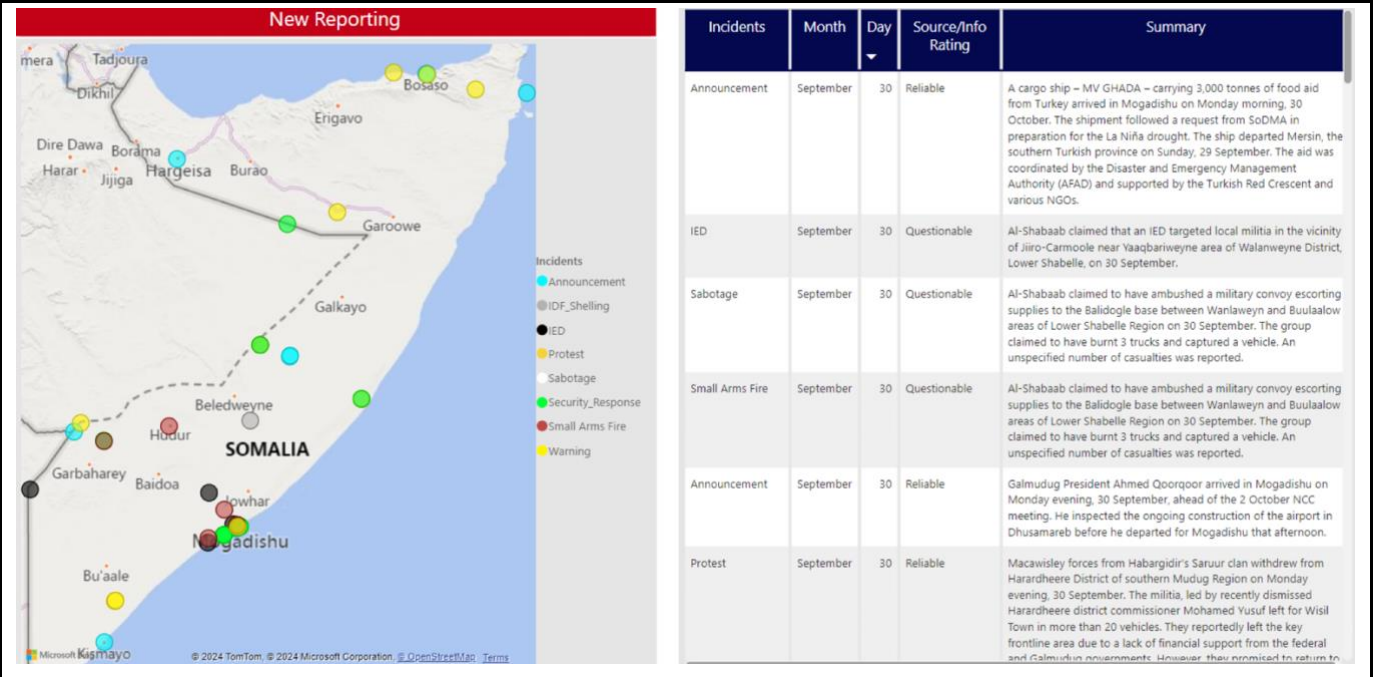 New Reporting
mera
Tadjoura
Dikhil
Bosaso
Erigavo
Dire Dawa
Borama
Harar
Jijiga
Hargeisa
Burao
Garoowe
Galkayo
Beledweyne
Hudur
SOMALIA
Garbaharey
Baidoa
Jowhar
Mogadishu
Bu'aale
Kismayo
Microsoft
© 2024 TomTom, © 2024 Microsoft Corporation, © OpenStreetMap Terms
Incidents
Announcement
IDF_Shelling
IED
Protest
Sabotage
Security_Response
Small Arms Fire
Warning
Incidents Month Day Source/Info Rating Summary
Announcement September 30 Reliable A cargo ship – MV GHADA – carrying 3,000 tonnes of food aid
from Turkey arrived in Mogadishu on Monday morning, 30
October. The shipment followed a request from SoDMA in
preparation for the La Niña drought. The ship departed Mersin, the
southern Turkish province on Sunday, 29 September. The aid was
coordinated by the Disaster and Emergency Management
Authority (AFAD) and supported by the Turkish Red Crescent and
various NGOs.
IED September 30 Questionable Al-Shabaab claimed that an IED targeted local militia in the vicinity
of Jiiro-Carmoole near Yaaqbariweyne area of Walanweyne District,
Lower Shabelle, on 30 September.
Sabotage September 30 Questionable Al-Shabaab claimed to have ambushed a military convoy escorting
supplies to the Balidogle base between Wanlaweyn and Buulaalow
areas of Lower Shabelle Region on 30 September. The group
claimed to have burnt 3 trucks and captured a vehicle. An
unspecified number of casualties was reported.
Small Arms Fire September 30 Questionable Al-Shabaab claimed to have ambushed a military convoy escorting
supplies to the Balidogle base between Wanlaweyn and Buulaalow
areas of Lower Shabelle Region on 30 September. The group
claimed to have burnt 3 trucks and captured a vehicle. An
unspecified number of casualties was reported.
Announcement September 30 Reliable Galmudug President Ahmed Qoorqoor arrived in Mogadishu on
Monday evening, 30 September, ahead of the 2 October NCC
meeting. He inspected the ongoing construction of the airport in
Dhusamareb before he departed for Mogadishu that afternoon.
Protest September 30 Reliable Macawisley forces from Habargidir's Saruur clan withdrew from
Harardheere District of southern Mudug Region on Monday
evening, 30 September. The militia, led by recently dismissed
Harardheere district commissioner Mohamed Yusuf left for Wisil
Town in more than 20 vehicles. They reportedly left the key
frontline area due to a lack of financial support from the federal
and Galmudug governments. However, they promised to return to